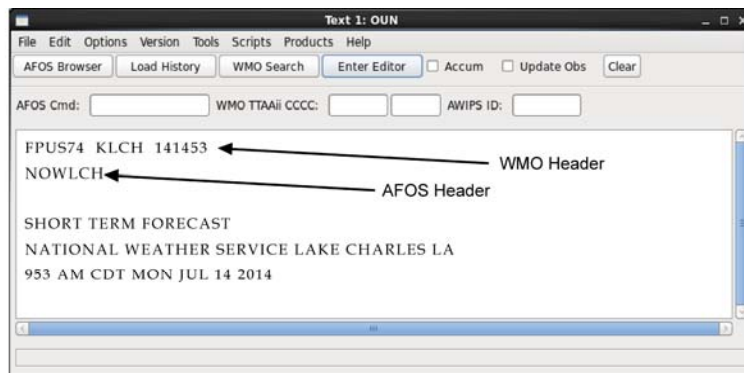 Text 1: OUN
File Edit Options Version Tools Scripts Products Help
AFOS Browser Load History WMO Search Enter Editor Accum Update Obs Clear
AFOS Cmd: WMO TTAAii CCCC: AWIPS ID:
FPUS74 KLCH 141453
WMO Header
NOWLCH
AFOS Header
SHORT TERM FORECAST
NATIONAL WEATHER SERVICE LAKE CHARLES LA
953 AM CDT MON JUL 14 2014